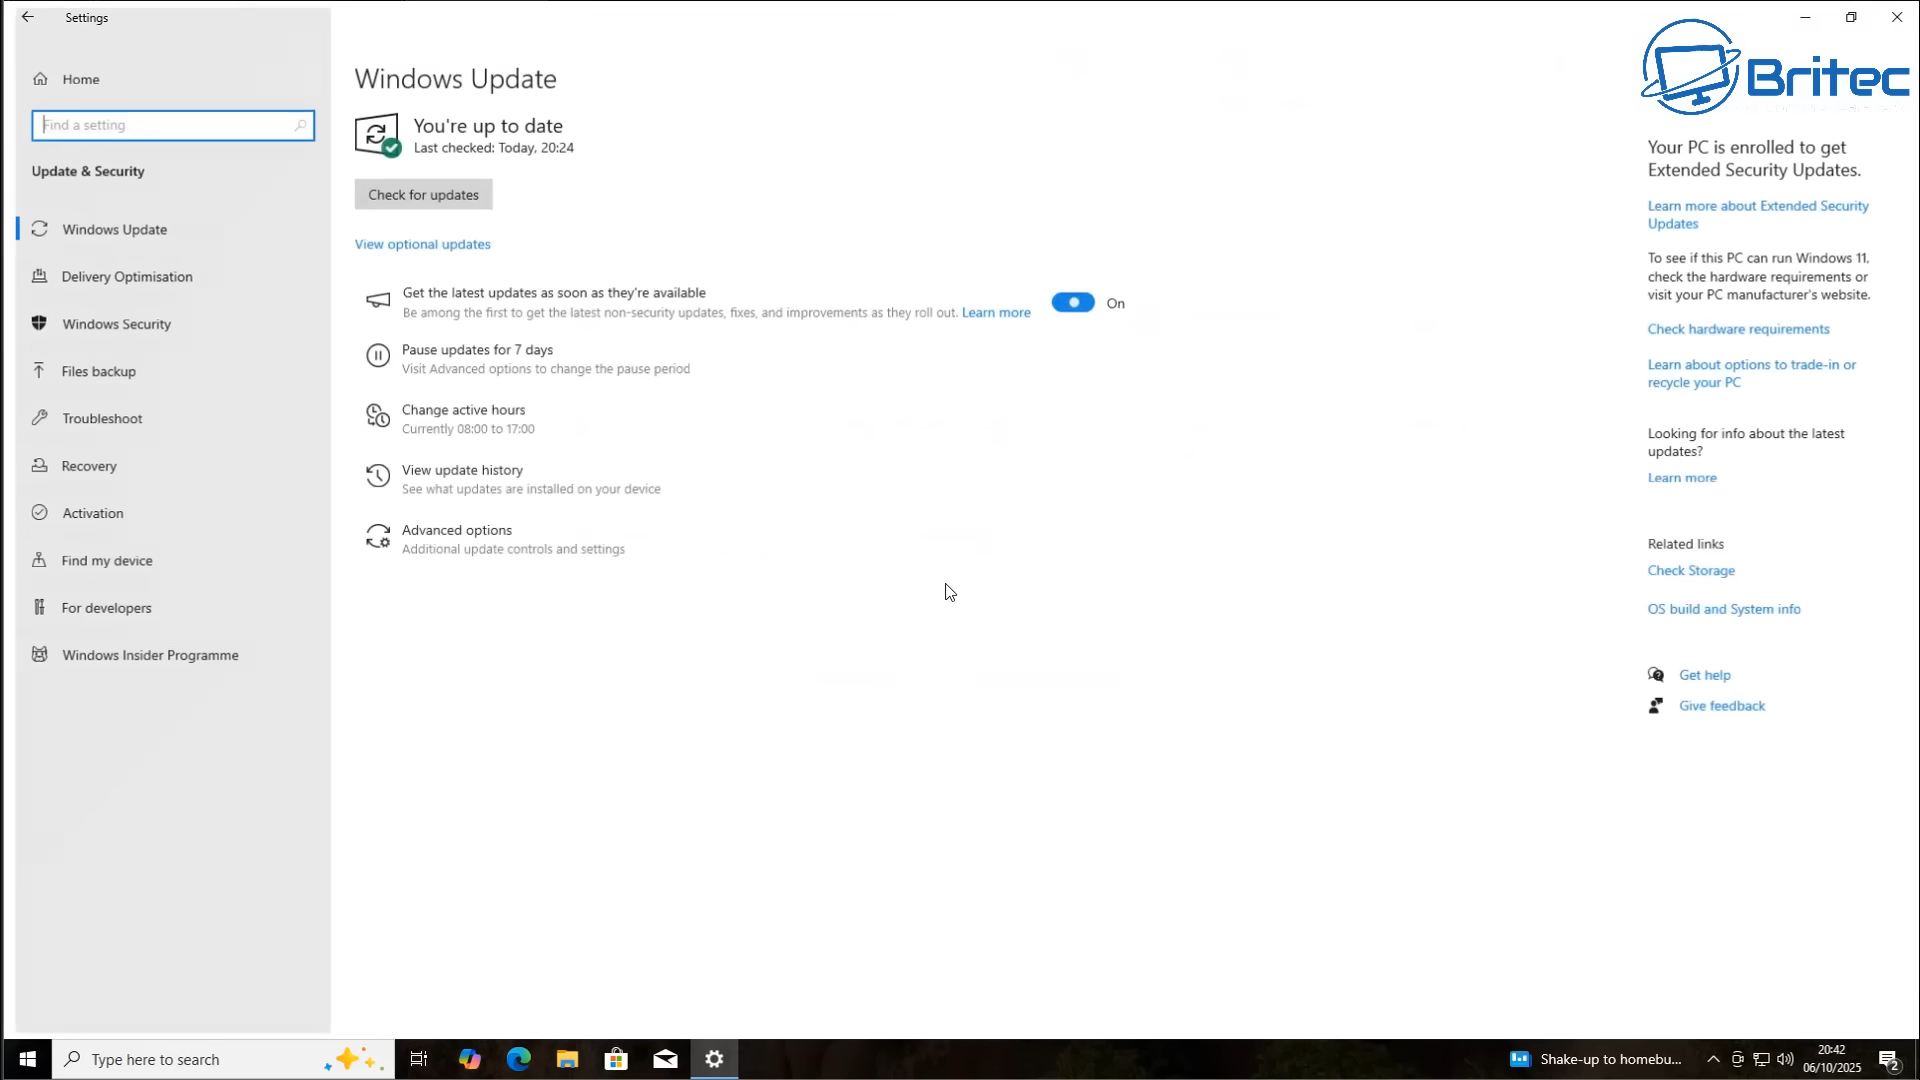 Settings
Home
Find a setting
Update & Security
Windows Update
Delivery Optimisation
Windows Security
Files backup
Troubleshoot
Recovery
Activation
Find my device
For developers
Windows Insider Programme
Windows Update
You're up to date
Last checked: Today, 20:24
Check for updates
View optional updates
Get the latest updates as soon as they're available
Be among the first to get the latest non-security updates, fixes, and improvements as they roll out. Learn more
On
Pause updates for 7 days
Visit Advanced options to change the pause period
Change active hours
Currently 08:00 to 17:00
View update history
See what updates are installed on your device
Advanced options
Additional update controls and settings
Britec
Your PC is enrolled to get
Extended Security Updates.
Learn more about Extended Security
Updates
To see if this PC can run Windows 11,
check the hardware requirements or
visit your PC manufacturer's website.
Check hardware requirements
Learn about options to trade-in or
recycle your PC
Looking for info about the latest
updates?
Learn more
Related links
Check Storage
OS build and System info
Get help
Give feedback
Type here to search
Shake-up to homebu...
20:42
06/10/2025
2